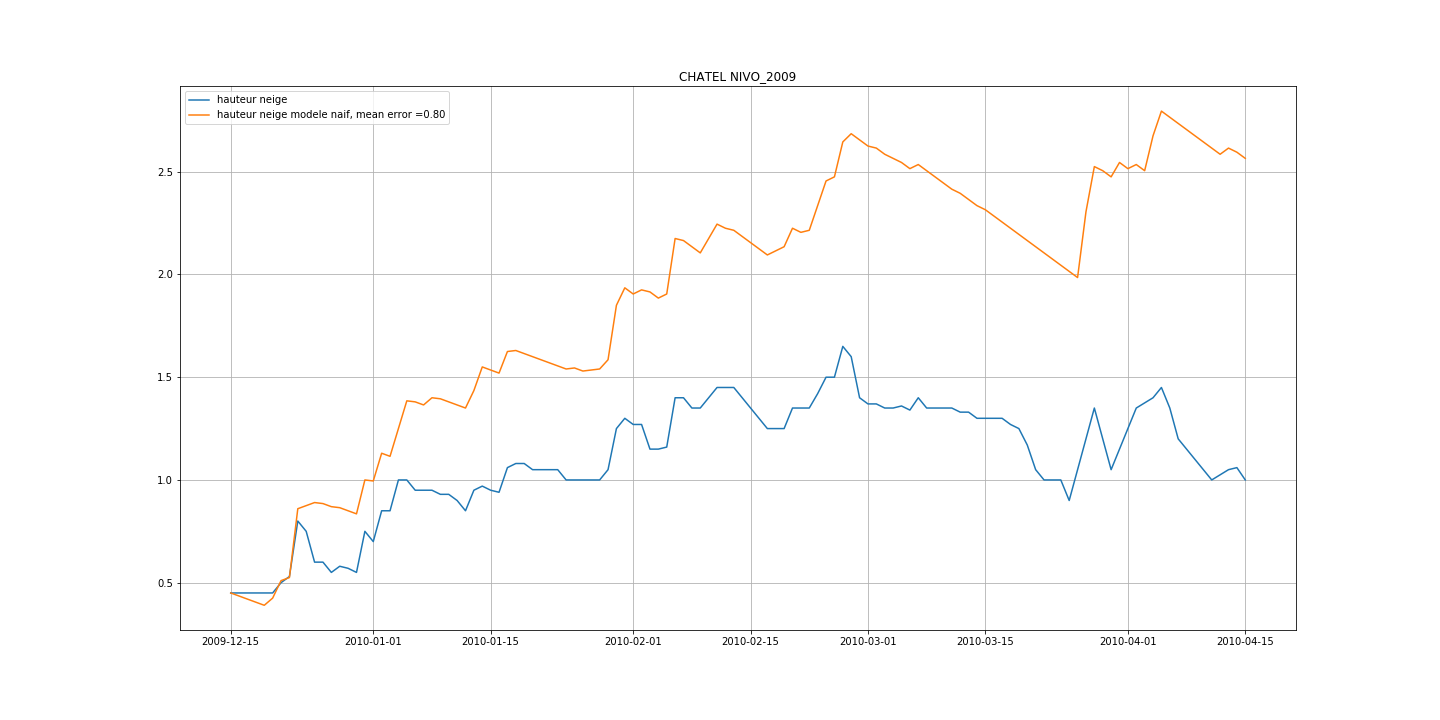 CHATEL NIVO_2009
hauteur neige
hauteur neige modele naif, mean error =0.80
2.5
2.0
1.5
1.0
0.5
2009-12-15 2010-01-01 2010-01-15 2010-02-01 2010-02-15 2010-03-01 2010-03-15 2010-04-01 2010-04-15